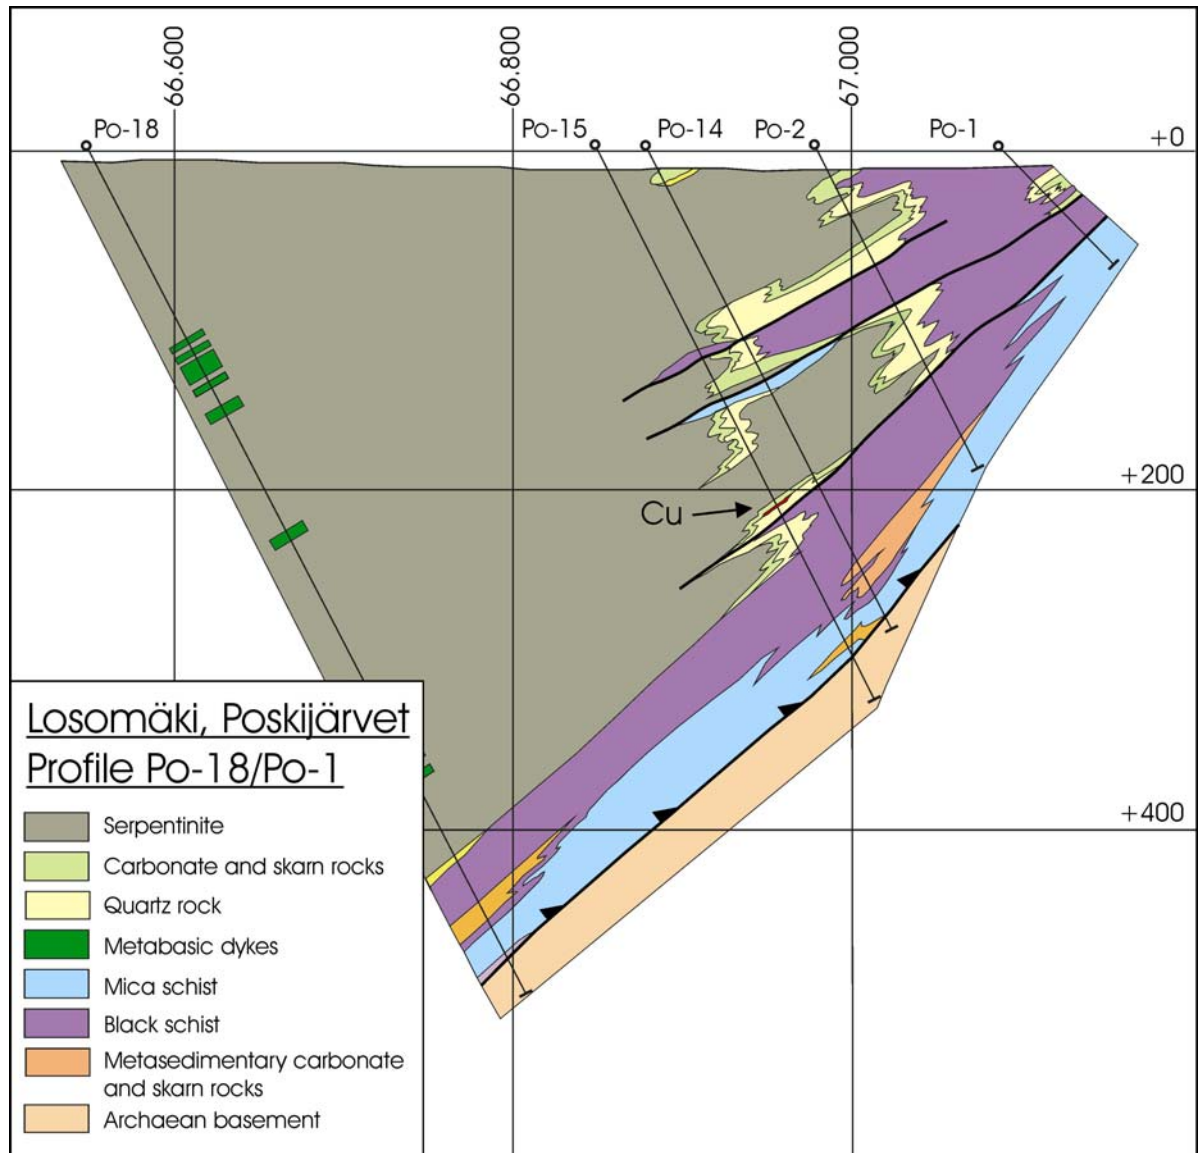 66.600
66.800
67.000
Po-18
Po-15
Po-14
Po-2
Po-1
+0
+200
Cu
+400
Losomäki, Poskijärvet
Profile Po-18/Po-1
Serpentinite
Carbonate and skarn rocks
Quartz rock
Metabasic dykes
Mica schist
Black schist
Metasedimentary carbonate
and skarn rocks
Archaean basement